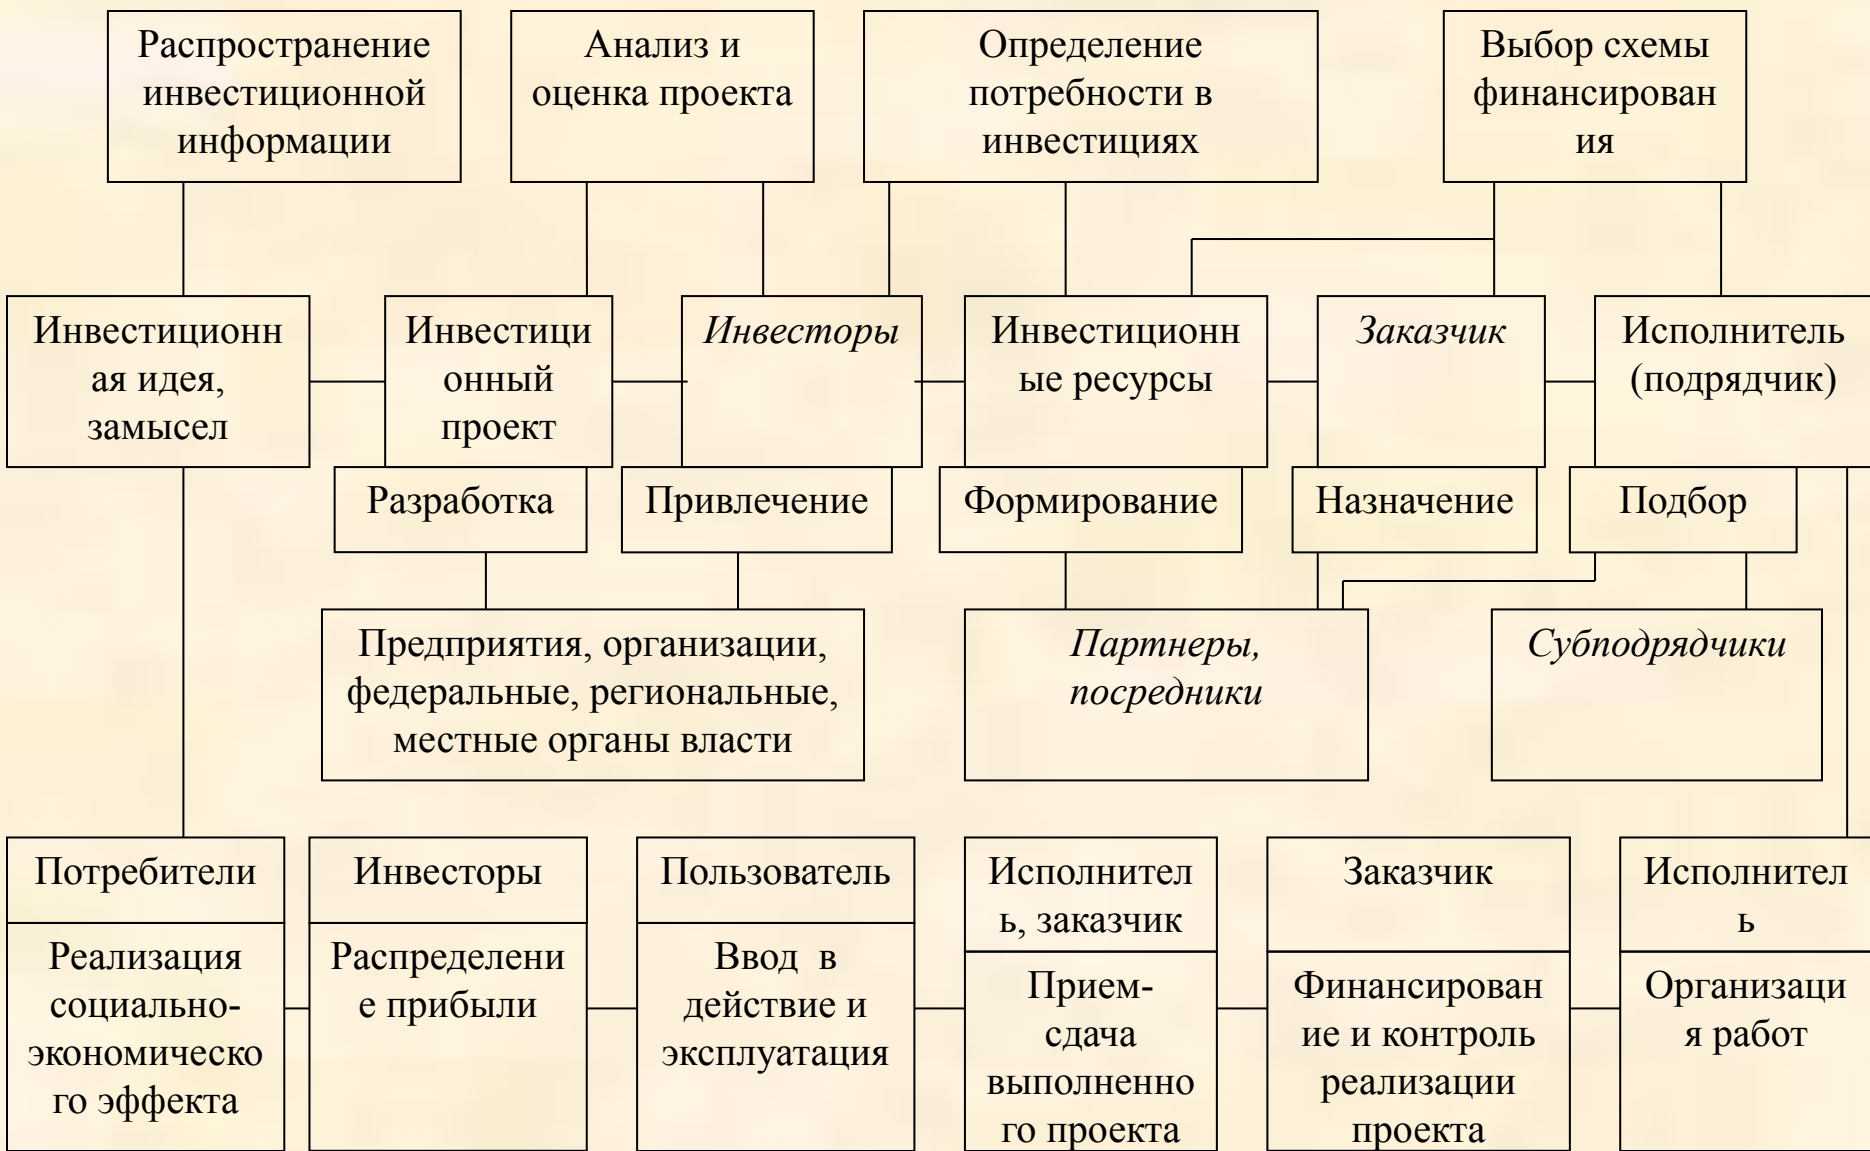 Распространение
инвестиционной
информации
Анализ и
оценка проекта
Определение
потребности в
инвестициях
Выбор схемы
финансирован
ия
Инвестиционн
ая идея,
замысел
Инвестици
онный
проект
Инвесторы
Инвестиционн
ые ресурсы
Заказчик
Исполнитель
(подрядчик)
Разработка
Привлечение
Формирование
Назначение
Подбор
Предприятия, организации,
федеральные, региональные,
местные органы власти
Партнеры,
посредники
Субподрядчики
Потребители
Реализация
социально-
экономическо
го эффекта
Инвесторы
Распределени
е прибыли
Пользователь
Ввод  в
действие и
эксплуатация
Исполнител
ь, заказчик
Прием-
сдача
выполненно
го проекта
Заказчик
Финансирован
ие и контроль
реализации
проекта
Исполнител
ь
Организаци
я работ